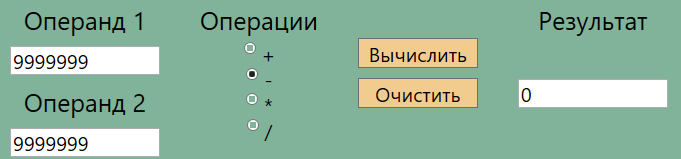 Операнд 1
9999999
Операнд 2
9999999
Операции
+
-
*
/
Вычислить
Очистить
Результат
0